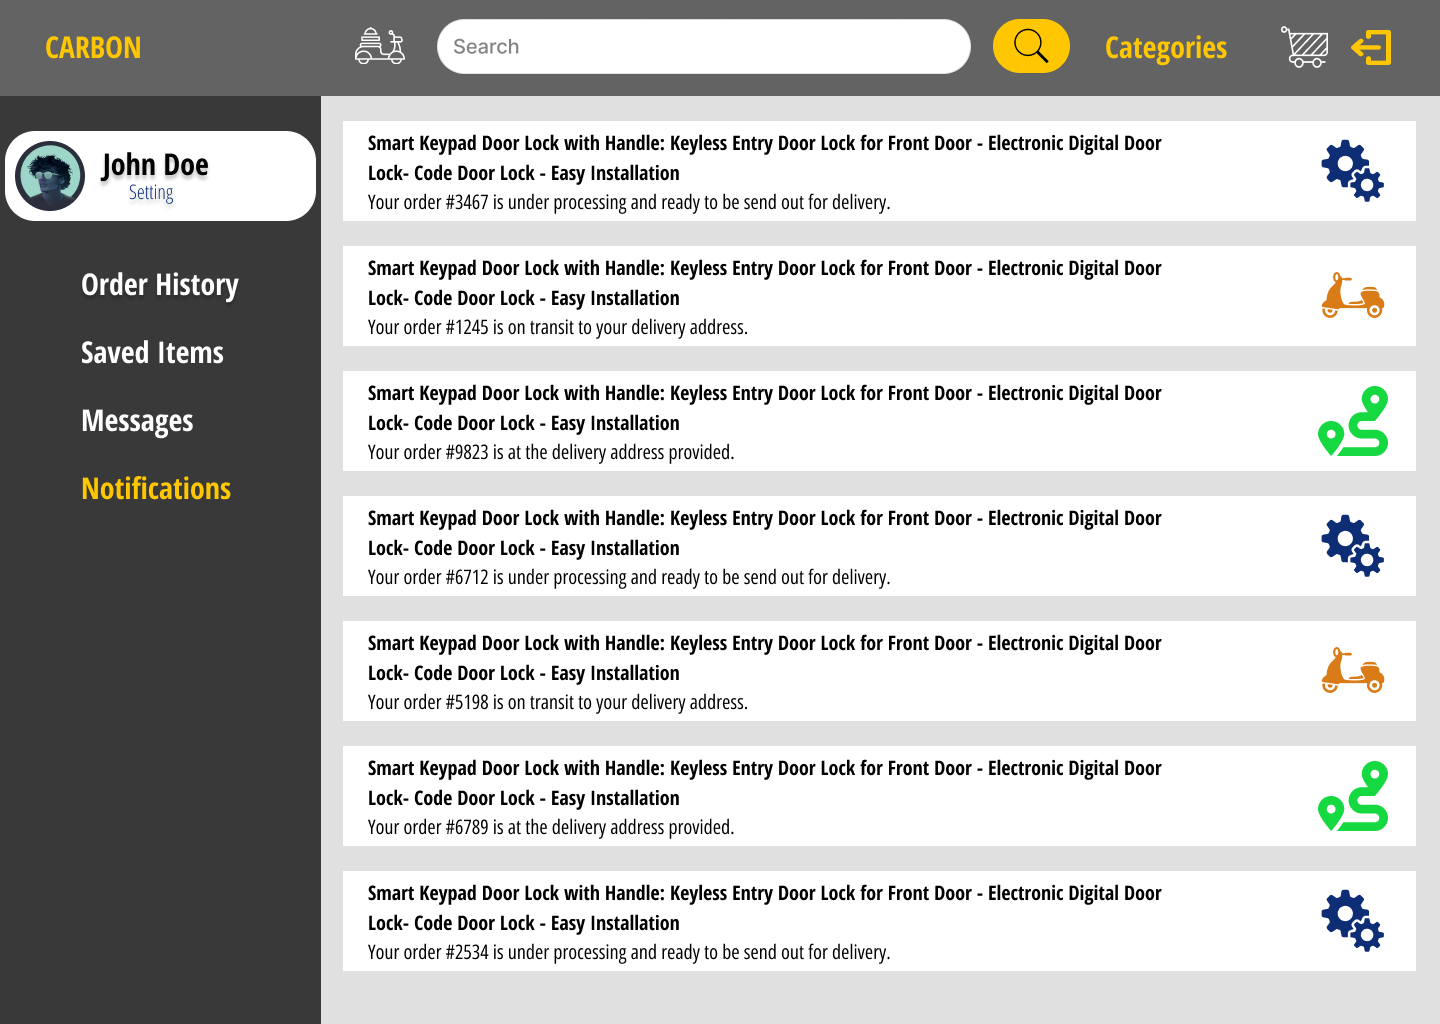 CARBON
Search
Categories
John Doe
Setting
Order History
Saved Items
Messages
Notifications
Smart Keypad Door Lock with Handle: Keyless Entry Door Lock for Front Door - Electronic Digital Door
Lock- Code Door Lock - Easy Installation
Your order #3467 is under processing and ready to be send out for delivery.
Smart Keypad Door Lock with Handle: Keyless Entry Door Lock for Front Door - Electronic Digital Door
Lock- Code Door Lock - Easy Installation
Your order #1245 is on transit to your delivery address.
Smart Keypad Door Lock with Handle: Keyless Entry Door Lock for Front Door - Electronic Digital Door
Lock- Code Door Lock - Easy Installation
Your order #9823 is at the delivery address provided.
Smart Keypad Door Lock with Handle: Keyless Entry Door Lock for Front Door - Electronic Digital Door
Lock- Code Door Lock - Easy Installation
Your order #6712 is under processing and ready to be send out for delivery.
Smart Keypad Door Lock with Handle: Keyless Entry Door Lock for Front Door - Electronic Digital Door
Lock- Code Door Lock - Easy Installation
Your order #5198 is on transit to your delivery address.
Smart Keypad Door Lock with Handle: Keyless Entry Door Lock for Front Door - Electronic Digital Door
Lock- Code Door Lock - Easy Installation
Your order #6789 is at the delivery address provided.
Smart Keypad Door Lock with Handle: Keyless Entry Door Lock for Front Door - Electronic Digital Door
Lock- Code Door Lock - Easy Installation
Your order #2534 is under processing and ready to be send out for delivery.